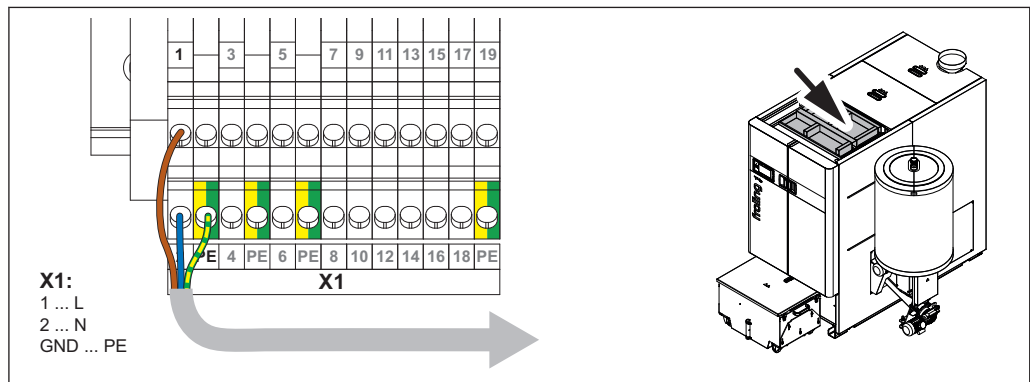 1 3 5 7 9 11 13 15 17 19
PE 4 PE 6 PE 8 10 12 14 16 18 PE
X1
X1:
1 ... L
2 ... N
GND ... PE
froling